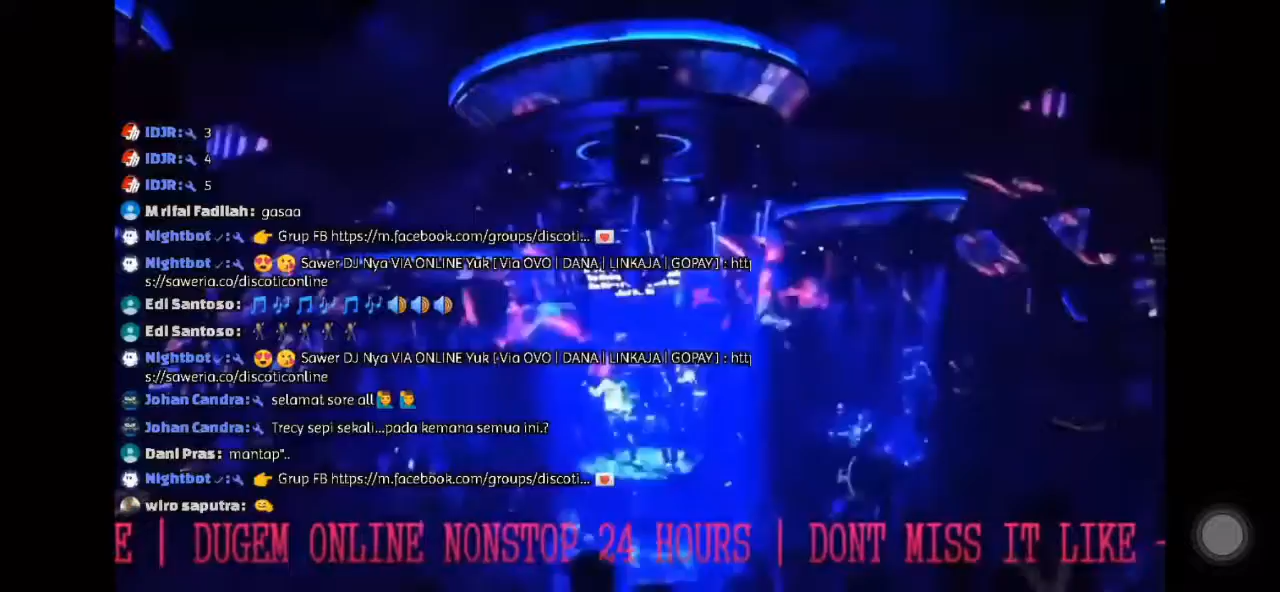 IDJR: 3
IDJR: 4
IDJR: 5
M rifai Fadilah: gasaa
Nightbot ✓: 👉 Grup FB https://m.facebook.com/groups/discoti... 💌
Nightbot ✓: 😍😘 Sawer DJ Nya VIA ONLINE Yuk [ Via OVO | DANA | LINKAJA | GOPAY ] : http
s://saweria.co/discoticonline
Edi Santoso: 🎵🎶🎵🎶🎵🎶🔊🔊🔊
Edi Santoso: 🕺🕺🕺🕺🕺
Nightbot ✓: 😍😘 Sawer DJ Nya VIA ONLINE Yuk [ Via OVO | DANA | LINKAJA | GOPAY ] : http
s://saweria.co/discoticonline
Johan Candra: selamat sore all🙋‍♂️🙋‍♂️
Johan Candra: Trecy sepi sekali...pada kemana semua ini.?
Dani Pras: mantap"..
Nightbot ✓: 👉 Grup FB https://m.facebook.com/groups/discoti... 💌
wiro saputra:
E | DUGEM ONLINE NONSTOP 24 HOURS | DONT MISS IT LIKE -